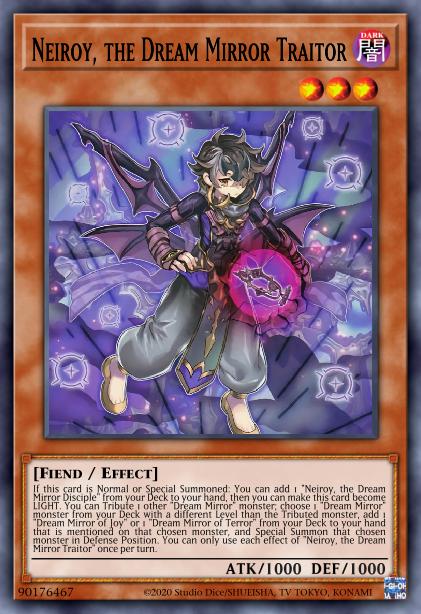 NEIROY, THE DREAM MIRROR TRAITOR
DARK
闇
[FIEND / EFFECT]
If this card is Normal or Special Summoned: You can add 1 "Neiroy, the Dream
Mirror Disciple" from your Deck to your hand, then you can make this card become
LIGHT. You can Tribute 1 other "Dream Mirror" monster; choose 1 "Dream Mirror"
monster from your Deck with a different Level than the Tributed monster, add 1
"Dream Mirror of Joy" or 1 "Dream Mirror of Terror" from your Deck to your hand
that is mentioned on that chosen monster, and Special Summon that chosen
monster in Defense Position. You can only use each effect of "Neiroy, the Dream
Mirror Traitor" once per turn.
ATK/1000 DEF/1000
90176467
©2020 Studio Dice/SHUEISHA, TV TOKYO, KONAMI